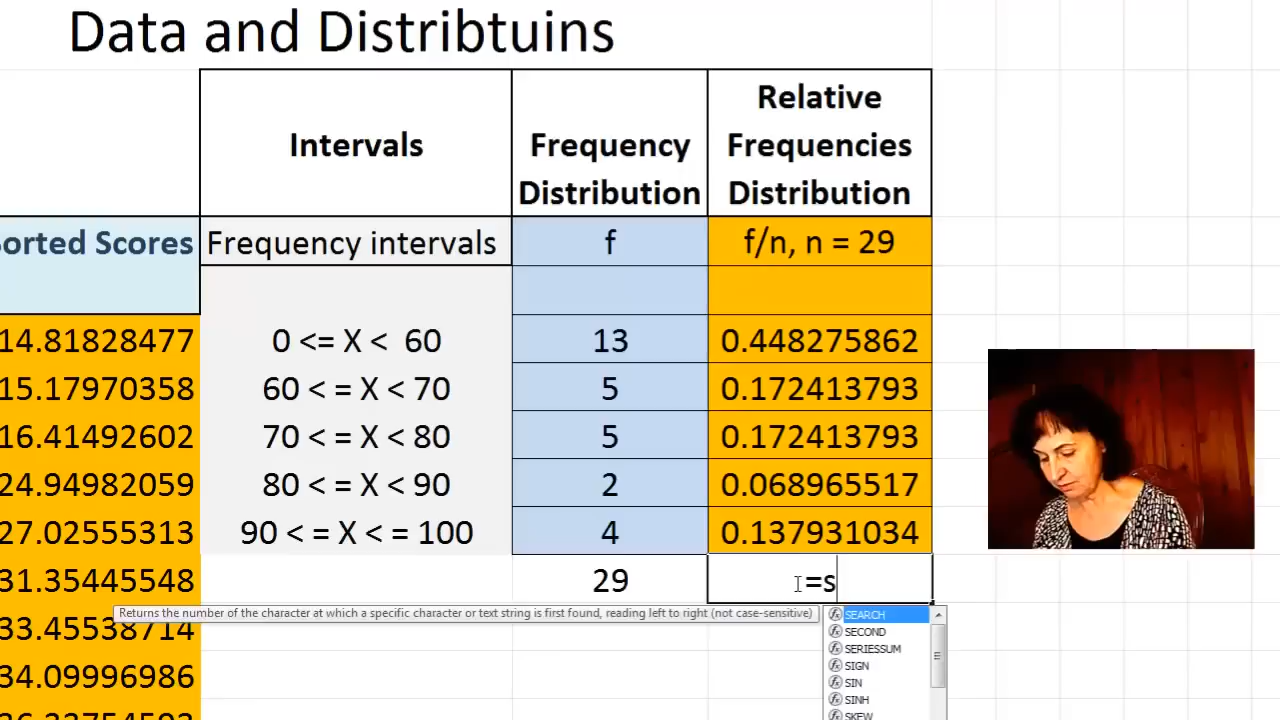 Data and Distribtuins
Intervals
Frequency
Distribution
Relative
Frequencies
Distribution
Sorted Scores
Frequency intervals
f
f/n, n = 29
14.81828477
0 <= X < 60
13
0.448275862
15.17970358
60 < = X < 70
5
0.172413793
16.41492602
70 < = X < 80
5
0.172413793
24.94982059
80 < = X < 90
2
0.068965517
27.02555313
90 < = X < = 100
4
0.137931034
31.35445548
29
=s
Returns the number of the character at which a specific character or text string is first found, reading left to right (not case-sensitive)
SEARCH
SECOND
SERIESSUM
SIGN
SIN
SINH
SKEW
33.45538714
34.09996986